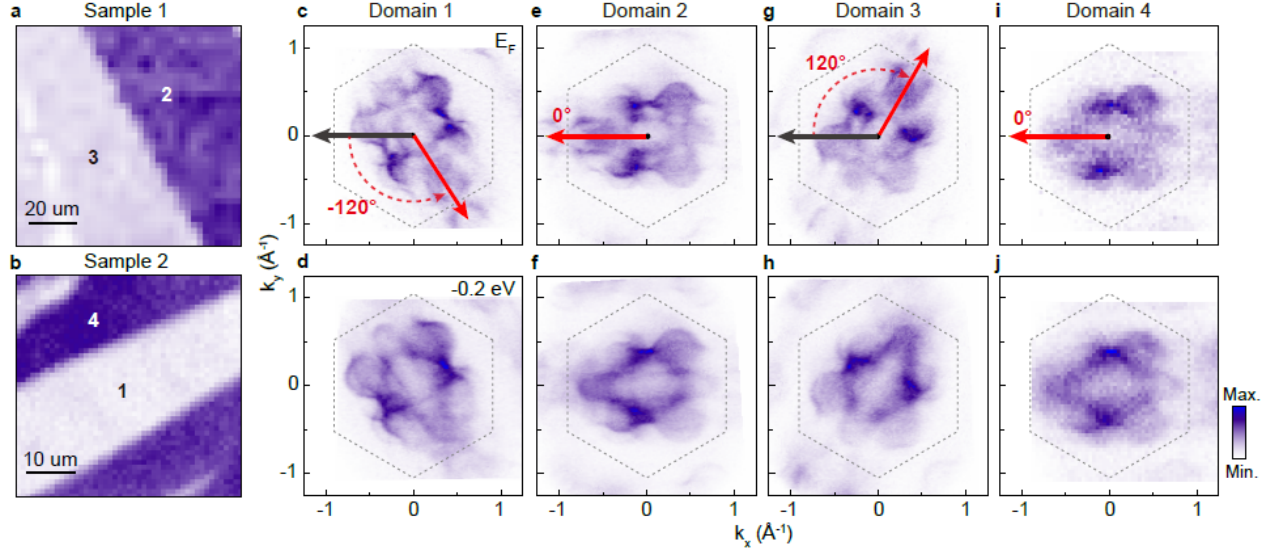 a Sample 1
2
3
20 um
b Sample 2
4
1
10 um
c Domain 1
E_F
1
0
-1
-120°
e Domain 2
0°
g Domain 3
120°
i Domain 4
0°
k_y (Å⁻¹)
d
-0.2 eV
1
0
-1
f
h
j
-1 0 1
-1 0 1
-1 0 1
-1 0 1
k_x (Å⁻¹)
Max.
Min.